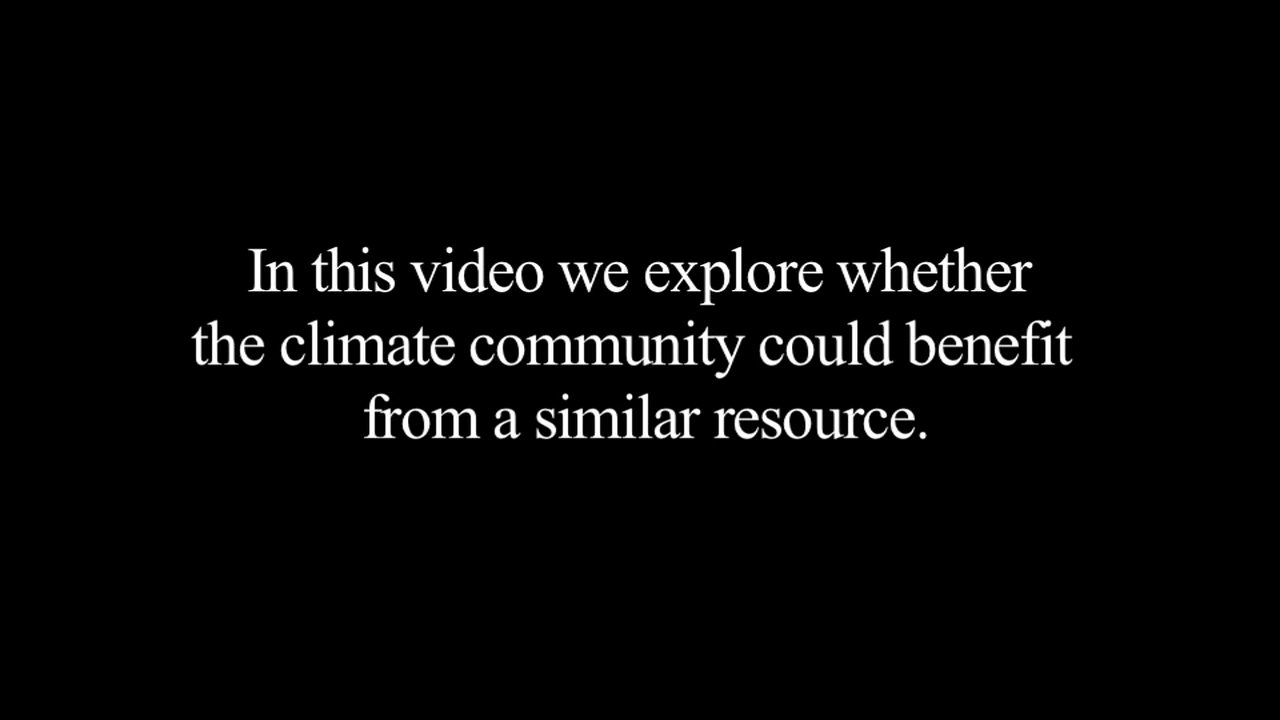 In this video we explore whether
the climate community could benefit
from a similar resource.